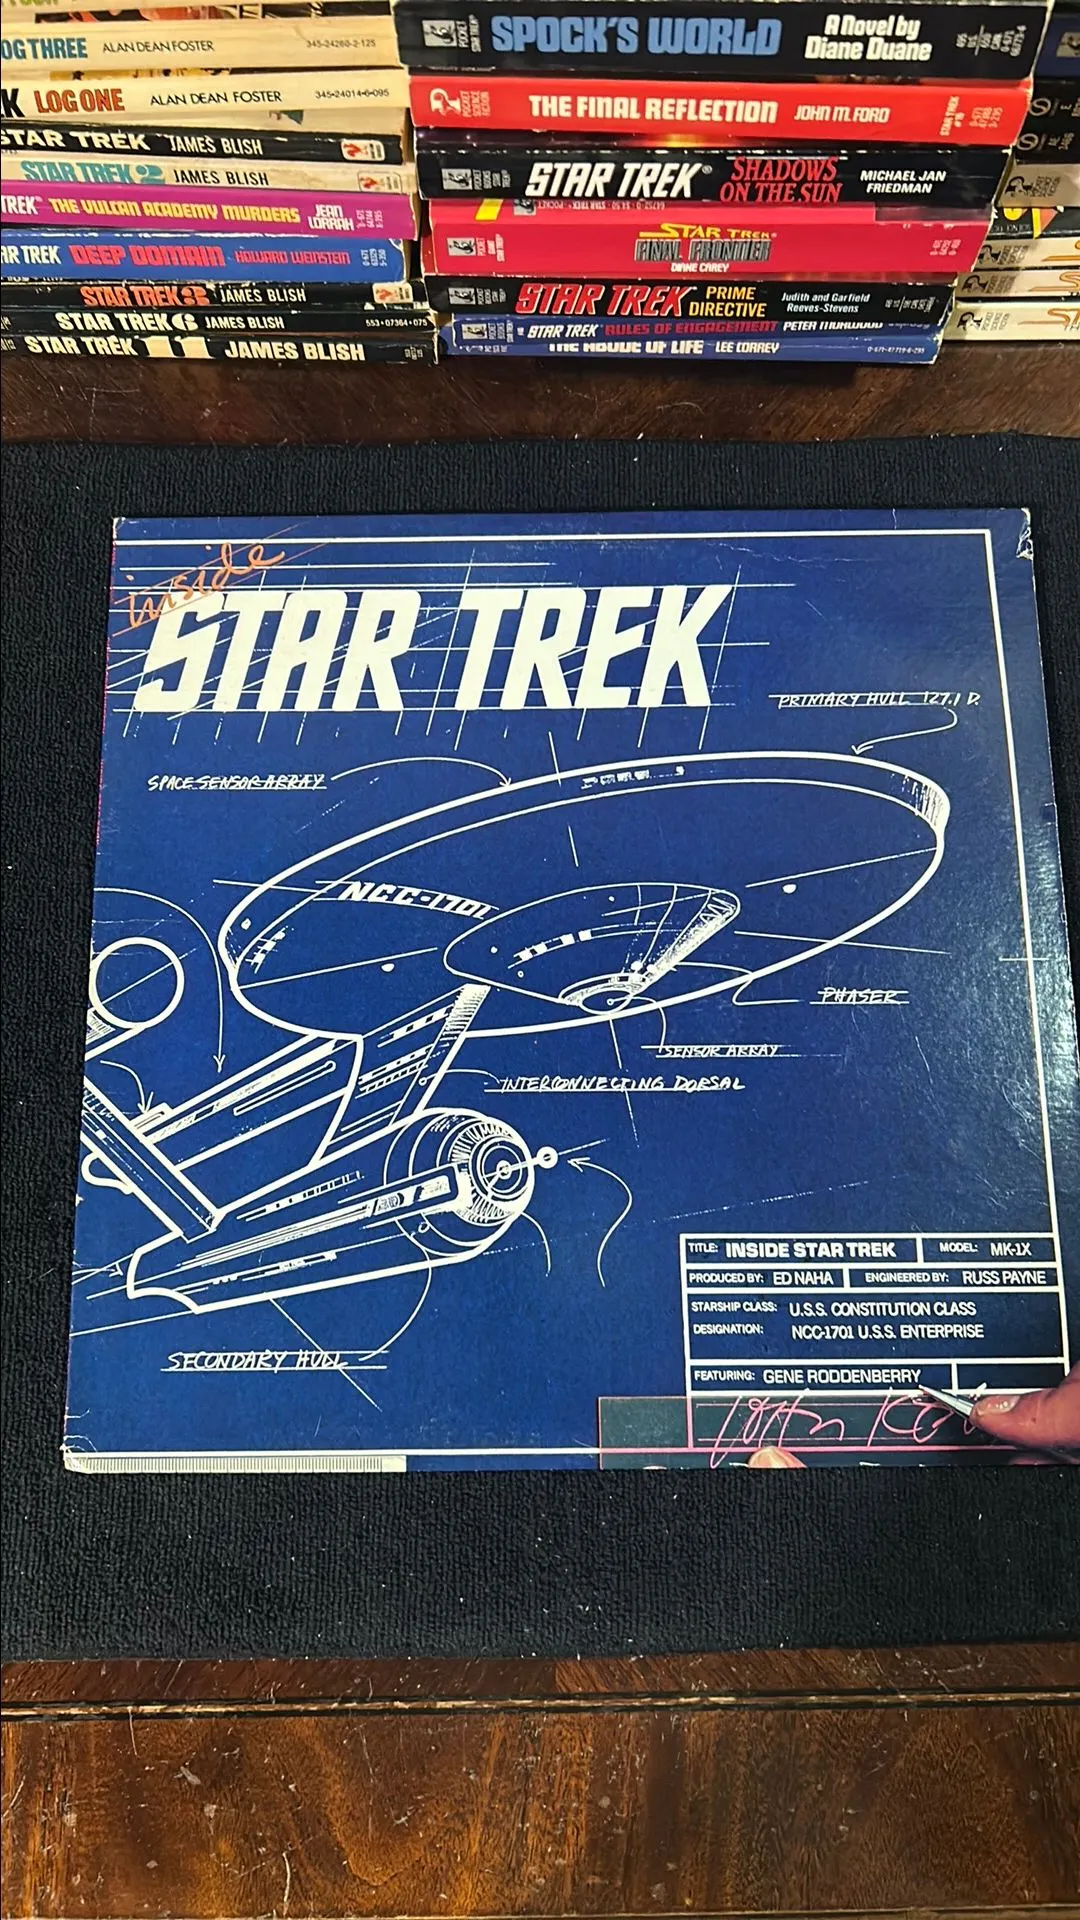 OG THREE ALAN DEAN FOSTER 345-24260-2-125
K LOG ONE ALAN DEAN FOSTER 345-24014-6-095
STAR TREK JAMES BLISH
STAR TREK 2 JAMES BLISH
TREK THE VULCAN ACADEMY MURDERS JEAN LORRAH
AR TREK DEEP DOMAIN HOWARD WEINSTEIN
STAR TREK 3 JAMES BLISH
STAR TREK 6 JAMES BLISH 553•07364•075
STAR TREK 11 JAMES BLISH
SPOCK'S WORLD A Novel by
Diane Duane
THE FINAL REFLECTION JOHN M. FORD
STAR TREK® SHADOWS
ON THE SUN MICHAEL JAN
FRIEDMAN
STAR TREK
FINAL FRONTIER
DIANE CAREY
STAR TREK PRIME
DIRECTIVE Judith and Garfield
Reeves-Stevens
STAR TREK RULES OF ENGAGEMENT PETER MORWOOD
THE ABODE OF LIFE LEE CORREY
inside
STAR TREK
PRIMARY HULL 127.1 D.
SPACE SENSOR ARRAY
NCC-1701
PHASER
SENSOR ARRAY
INTERCONNECTING DORSAL
SECONDARY HULL
TITLE: INSIDE STAR TREK MODEL: MK-1X
PRODUCED BY: ED NAHA ENGINEERED BY: RUSS PAYNE
STARSHIP CLASS: U.S.S. CONSTITUTION CLASS
DESIGNATION: NCC-1701 U.S.S. ENTERPRISE
FEATURING: GENE RODDENBERRY